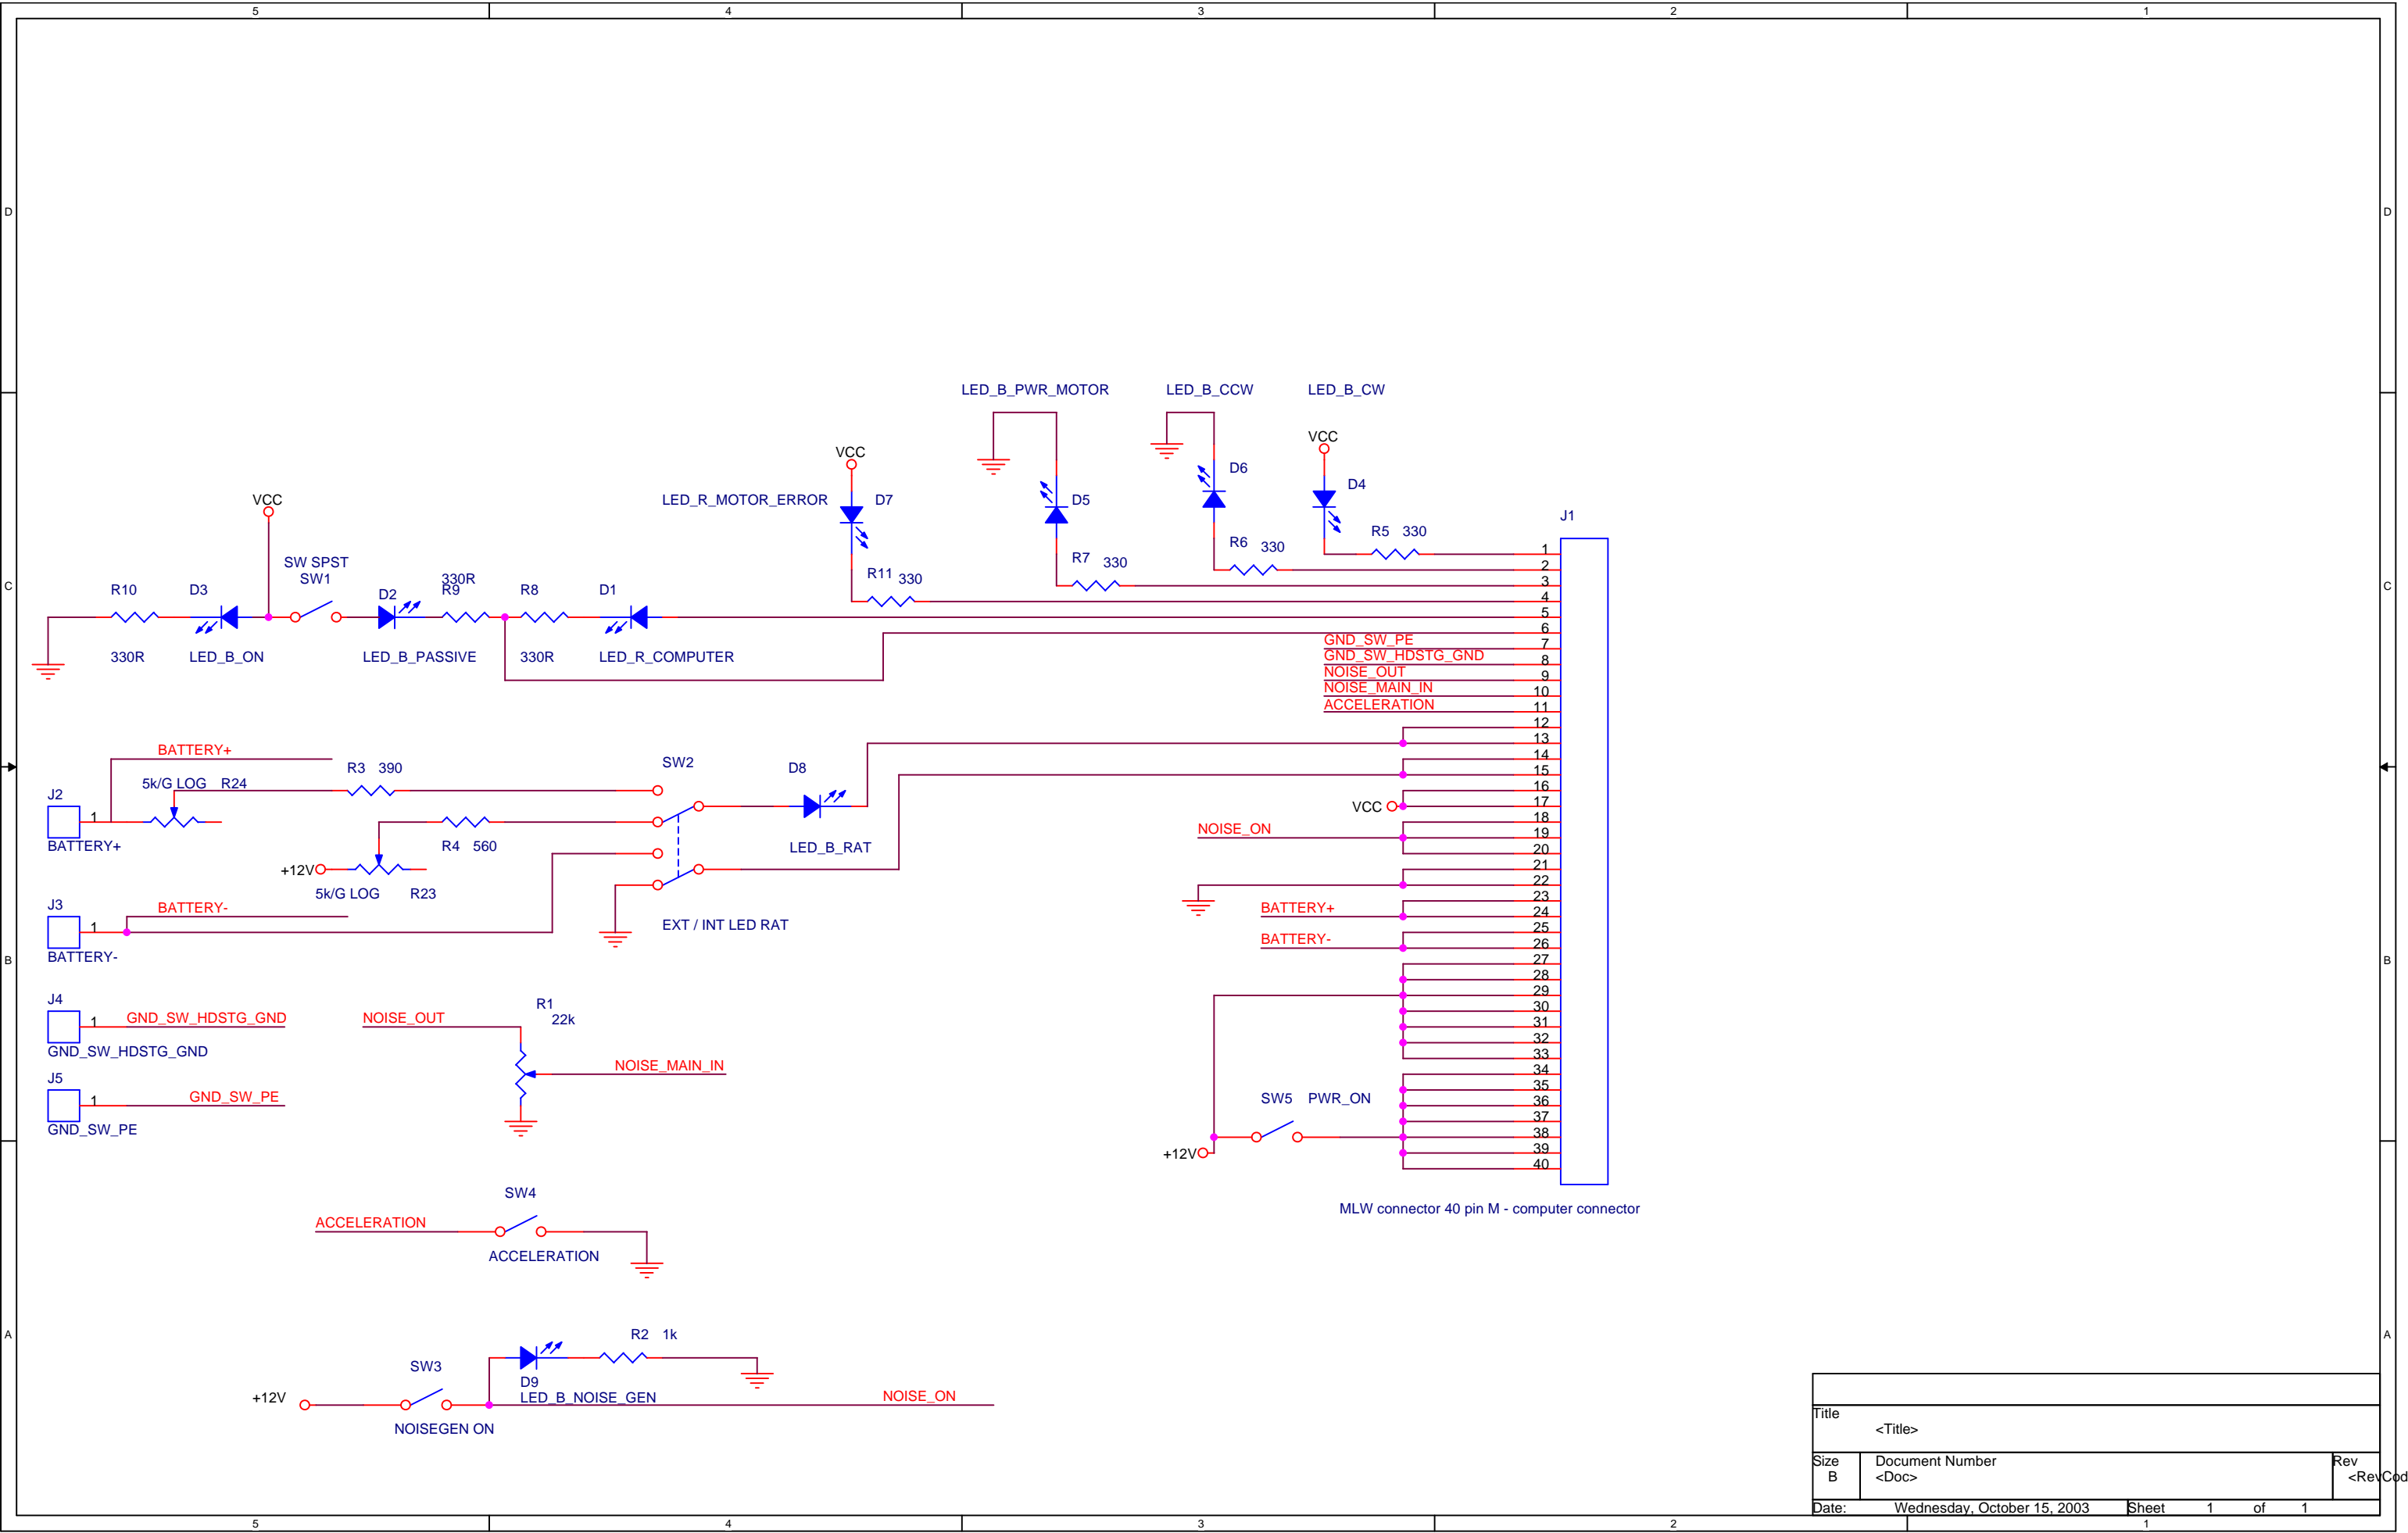 5 4 3 2 1
D D
LED_B_PWR_MOTOR LED_B_CCW LED_B_CW
VCC
VCC
D6
D4
LED_R_MOTOR_ERROR D7
D5
VCC
J1
R5 330
R6 330
R7 330
SW SPST
SW1
R11 330
330R
R10 D3 D2 R9 R8 D1
C C
330R LED_B_ON LED_B_PASSIVE 330R LED_R_COMPUTER
1
2
3
4
5
6
GND_SW_PE 7
GND_SW_HDSTG_GND 8
NOISE_OUT 9
NOISE_MAIN_IN 10
ACCELERATION 11
12
13
14
15
16
VCC 17
18
NOISE_ON 19
20
21
22
23
BATTERY+ 24
25
BATTERY- 26
27
28
29
30
31
32
33
34
35
SW5 PWR_ON 36
37
38
+12V 39
40
MLW connector 40 pin M - computer connector
BATTERY+
R3 390
SW2
D8
5k/G LOG R24
J2
1
BATTERY+
R4 560
LED_B_RAT
+12V
5k/G LOG R23
J3
BATTERY-
1
EXT / INT LED RAT
BATTERY-
B B
J4
1 GND_SW_HDSTG_GND
GND_SW_HDSTG_GND
R1
22k
NOISE_OUT
NOISE_MAIN_IN
J5
1 GND_SW_PE
GND_SW_PE
SW4
ACCELERATION
ACCELERATION
A A
R2 1k
SW3
D9
LED_B_NOISE_GEN
+12V
NOISE_ON
NOISEGEN ON
Title
<Title>
Size Document Number Rev
B <Doc> <RevCod
Date: Wednesday, October 15, 2003 Sheet 1 of 1
5 4 3 2 1